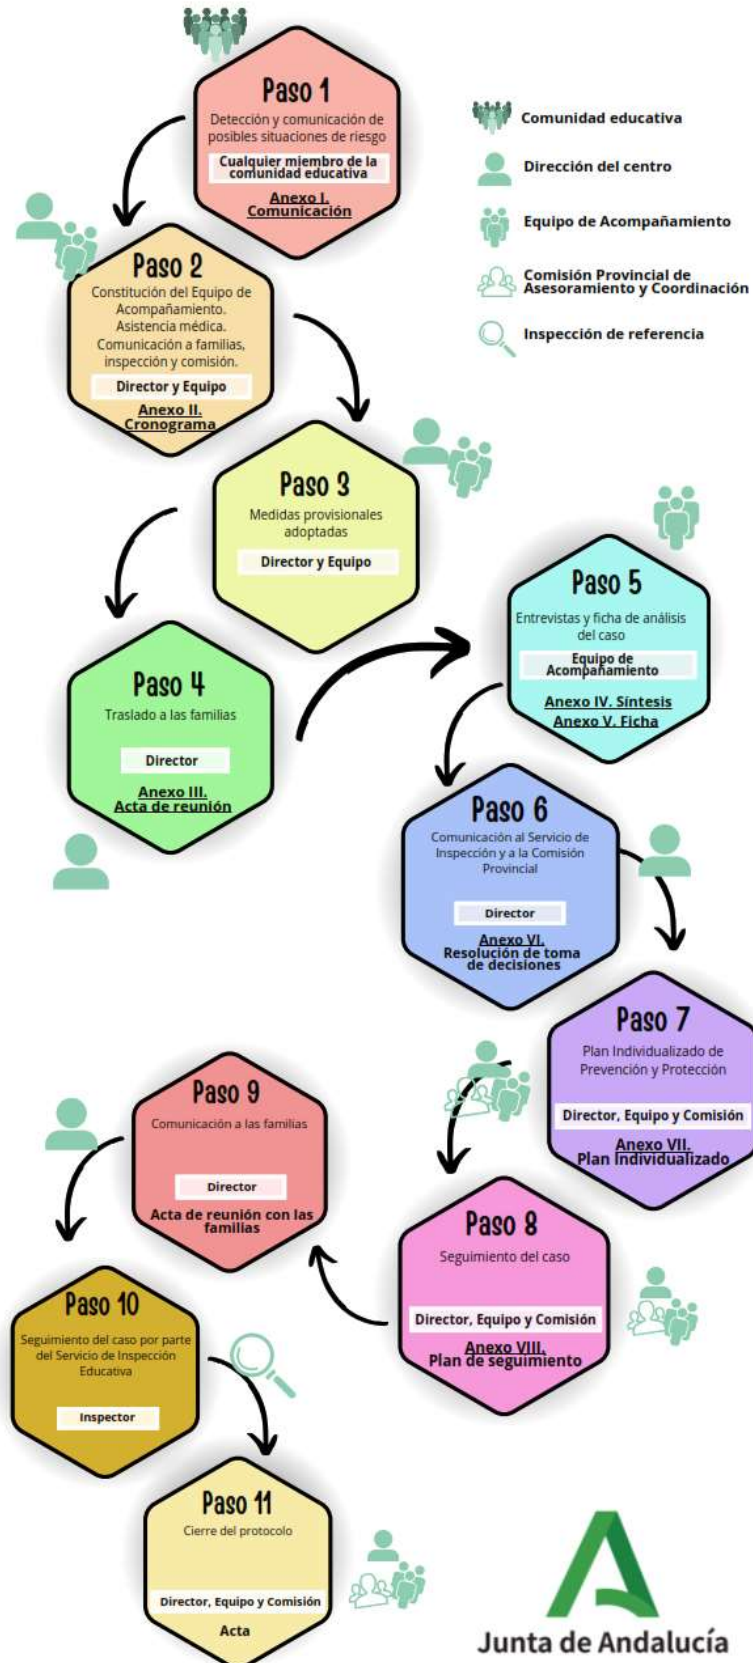 Paso 1
Detección y comunicación de
posibles situaciones de riesgo
Cualquier miembro de la
comunidad educativa
Anexo I.
Comunicación
Comunidad educativa
Dirección del centro
Equipo de Acompañamiento
Comisión Provincial de
Asesoramiento y Coordinación
Inspección de referencia
Paso 2
Constitución del Equipo de
Acompañamiento.
Asistencia médica.
Comunicación a familias,
inspección y comisión.
Director y Equipo
Anexo II.
Cronograma
Paso 3
Medidas provisionales
adoptadas
Director y Equipo
Paso 4
Traslado a las familias
Director
Anexo III.
Acta de reunión
Paso 5
Entrevistas y ficha de análisis
del caso
Equipo de
Acompañamiento
Anexo IV. Síntesis
Anexo V. Ficha
Paso 6
Comunicación al Servicio de
Inspección y a la Comisión
Provincial
Director
Anexo VI.
Resolución de toma
de decisiones
Paso 7
Plan Individualizado de
Prevención y Protección
Director, Equipo y Comisión
Anexo VII.
Plan Individualizado
Paso 8
Seguimiento del caso
Director, Equipo y Comisión
Anexo VIII.
Plan de seguimiento
Paso 9
Comunicación a las familias
Director
Acta de reunión con las
familias
Paso 10
Seguimiento del caso por parte
del Servicio de Inspección
Educativa
Inspector
Paso 11
Cierre del protocolo
Director, Equipo y Comisión
Acta
Junta de Andalucía